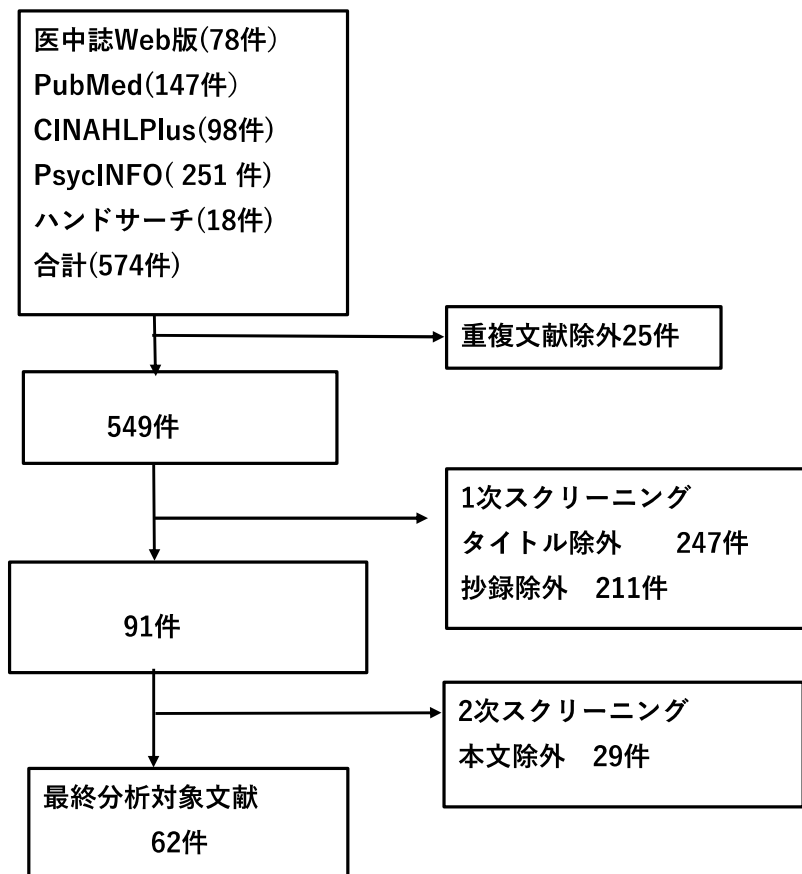 医中誌Web版(78件)
PubMed(147件)
CINAHLPlus(98件)
PsycINFO( 251 件)
ハンドサーチ(18件)
合計(574件)
重複文献除外25件
549件
1次スクリーニング
タイトル除外　　247件
抄録除外　211件
91件
2次スクリーニング
本文除外　29件
最終分析対象文献
62件